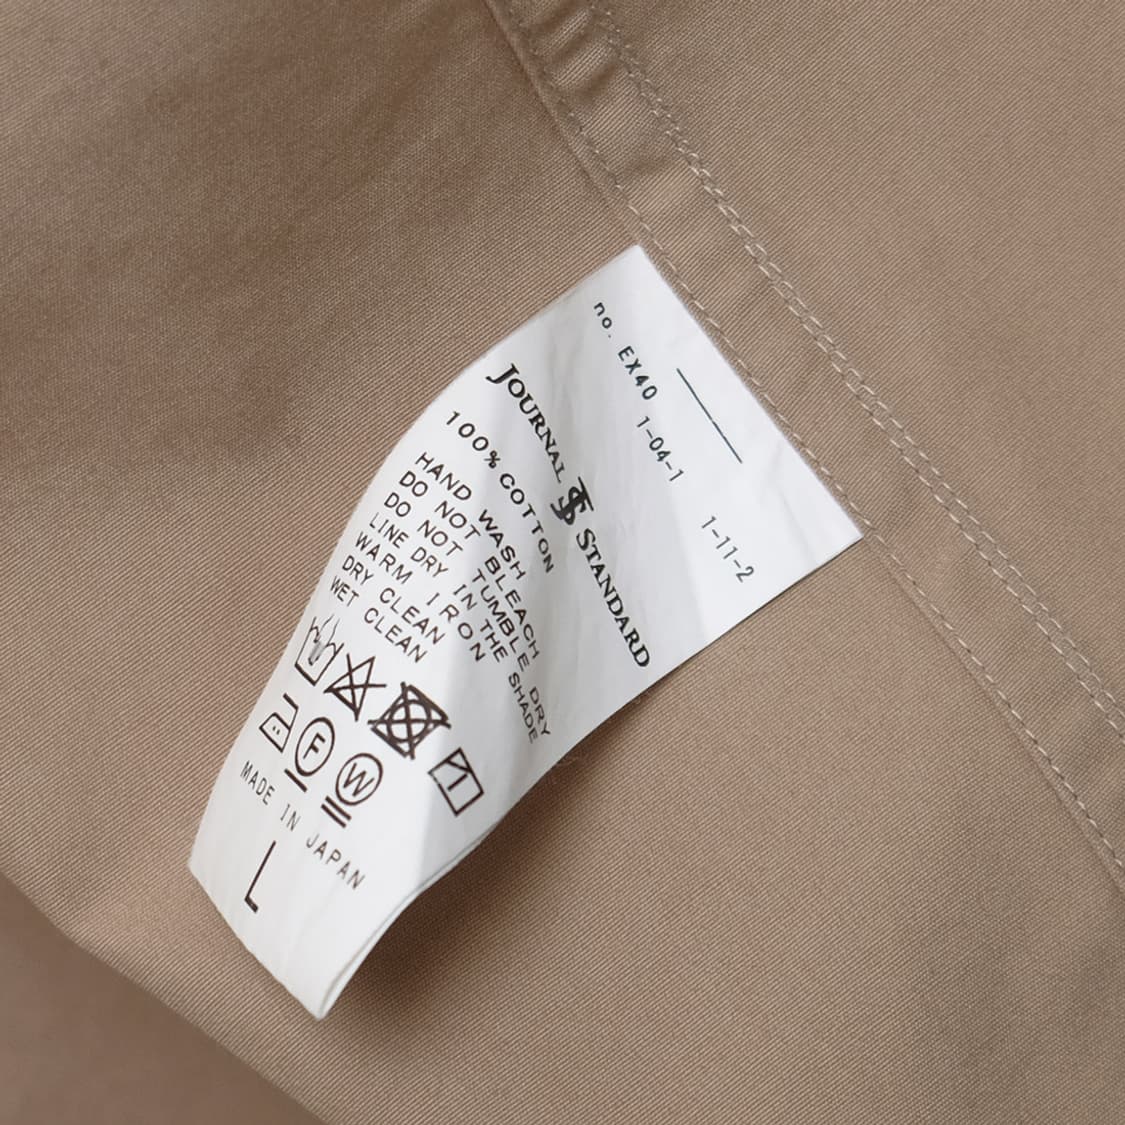 no. EX40 1-04-1 1-11-2
JOURNAL JS STANDARD
100% COTTON
HAND WASH
DO NOT BLEACH
DO NOT TUMBLE DRY
LINE DRY IN THE SHADE
WARM IRON
DRY CLEAN
WET CLEAN
F W
MADE IN JAPAN
L